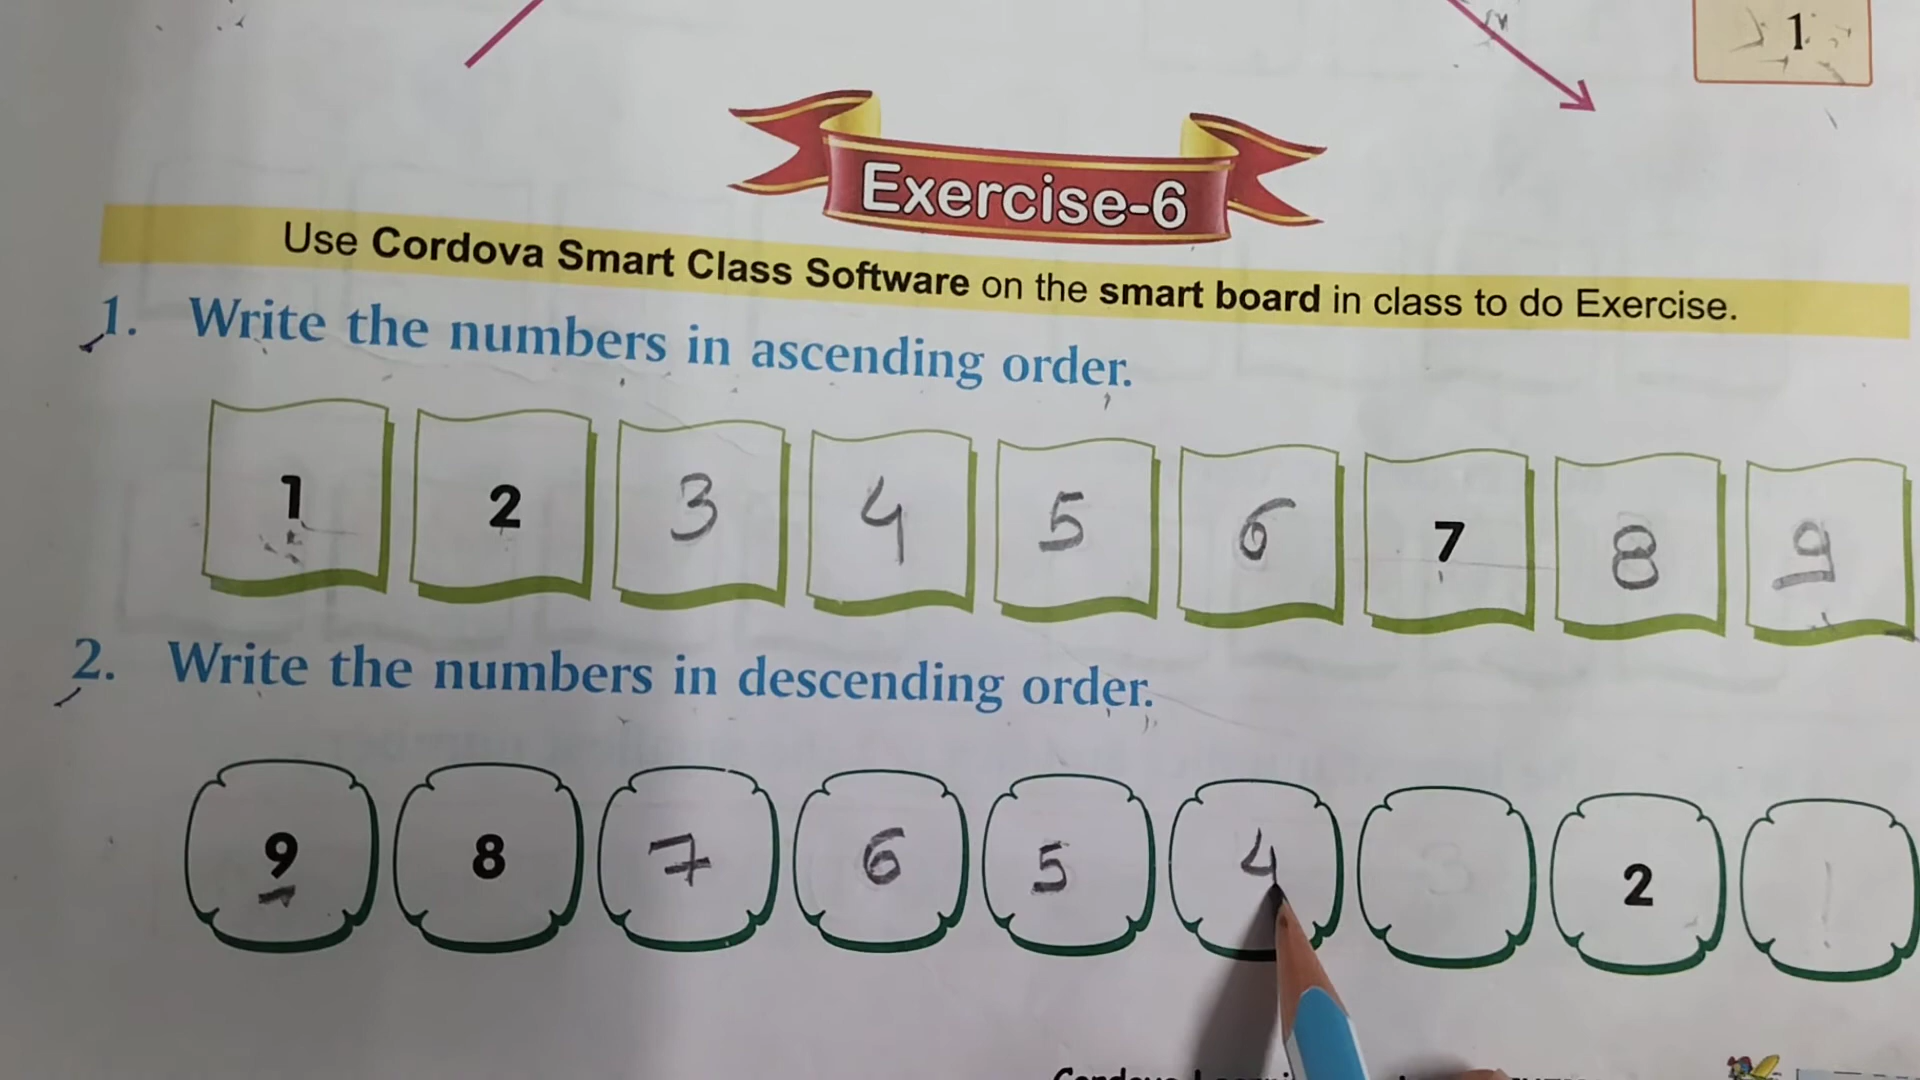 1
Exercise-6
Use Cordova Smart Class Software on the smart board in class to do Exercise.
1. Write the numbers in ascending order.
1 2 3 4 5 6 7 8 9
2. Write the numbers in descending order.
9 8 7 6 5 4 3 2 1